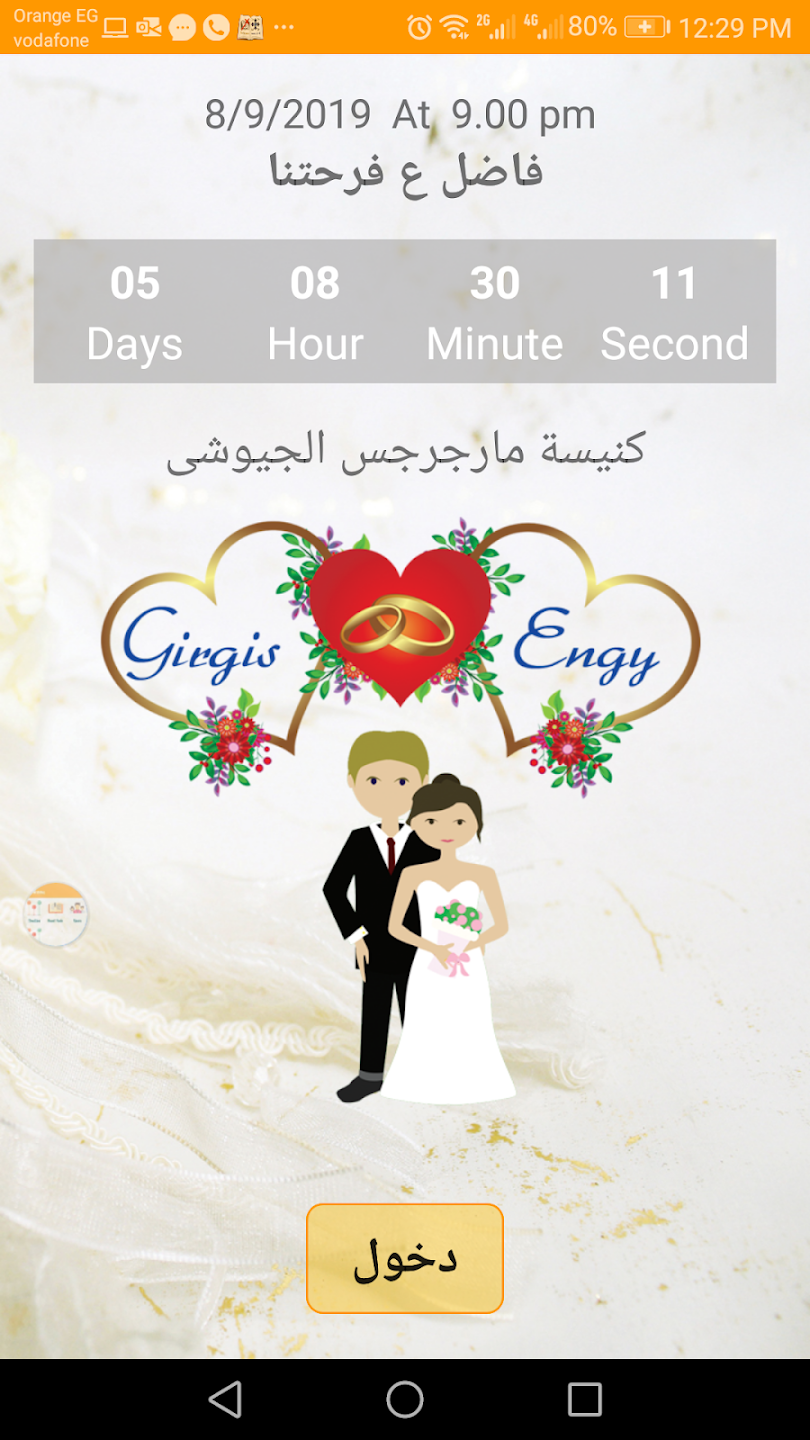 Orange EG
vodafone
2G
4G
80%
12:29 PM
8/9/2019 At 9.00 pm
فاضل ع فرحتنا
05 08 30 11
Days Hour Minute Second
كنيسة مارجرجس الجيوشى
Girgis
Engy
دخول